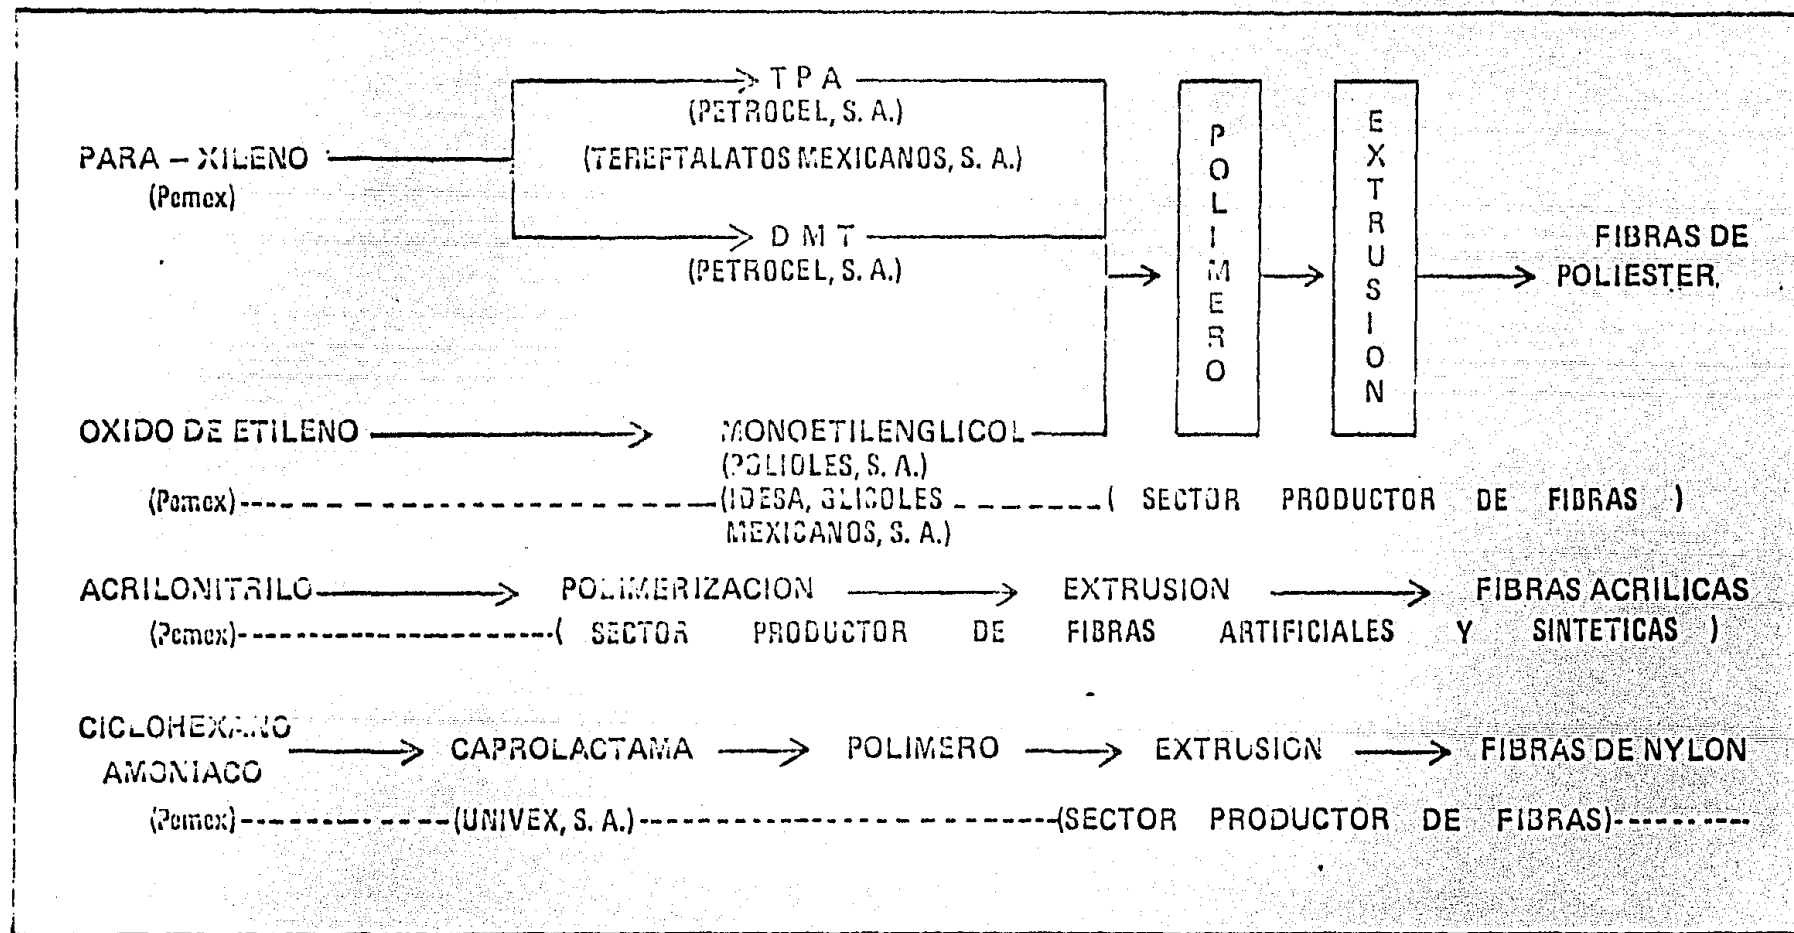 T P A
(PETROCEL, S. A.)
PARA – XILENO
(TEREFTALATOS MEXICANOS, S. A.)
(Pemex)
D M T
(PETROCEL, S. A.)
POLIMERO
EXTRUSION
FIBRAS DE
POLIESTER.
OXIDO DE ETILENO
MONOETILENGLICOL
(POLIOLES, S. A.)
(Pemex) (IDESA, GLICOLES ( SECTOR PRODUCTOR DE FIBRAS )
MEXICANOS, S. A.)
ACRILONITRILO POLIMERIZACION EXTRUSION FIBRAS ACRILICAS
(Pemex) ( SECTOR PRODUCTOR DE FIBRAS ARTIFICIALES Y SINTETICAS )
CICLOHEXANO
AMONIACO
CAPROLACTAMA POLIMERO EXTRUSION FIBRAS DE NYLON
(Pemex) (UNIVEX, S. A.) (SECTOR PRODUCTOR DE FIBRAS)